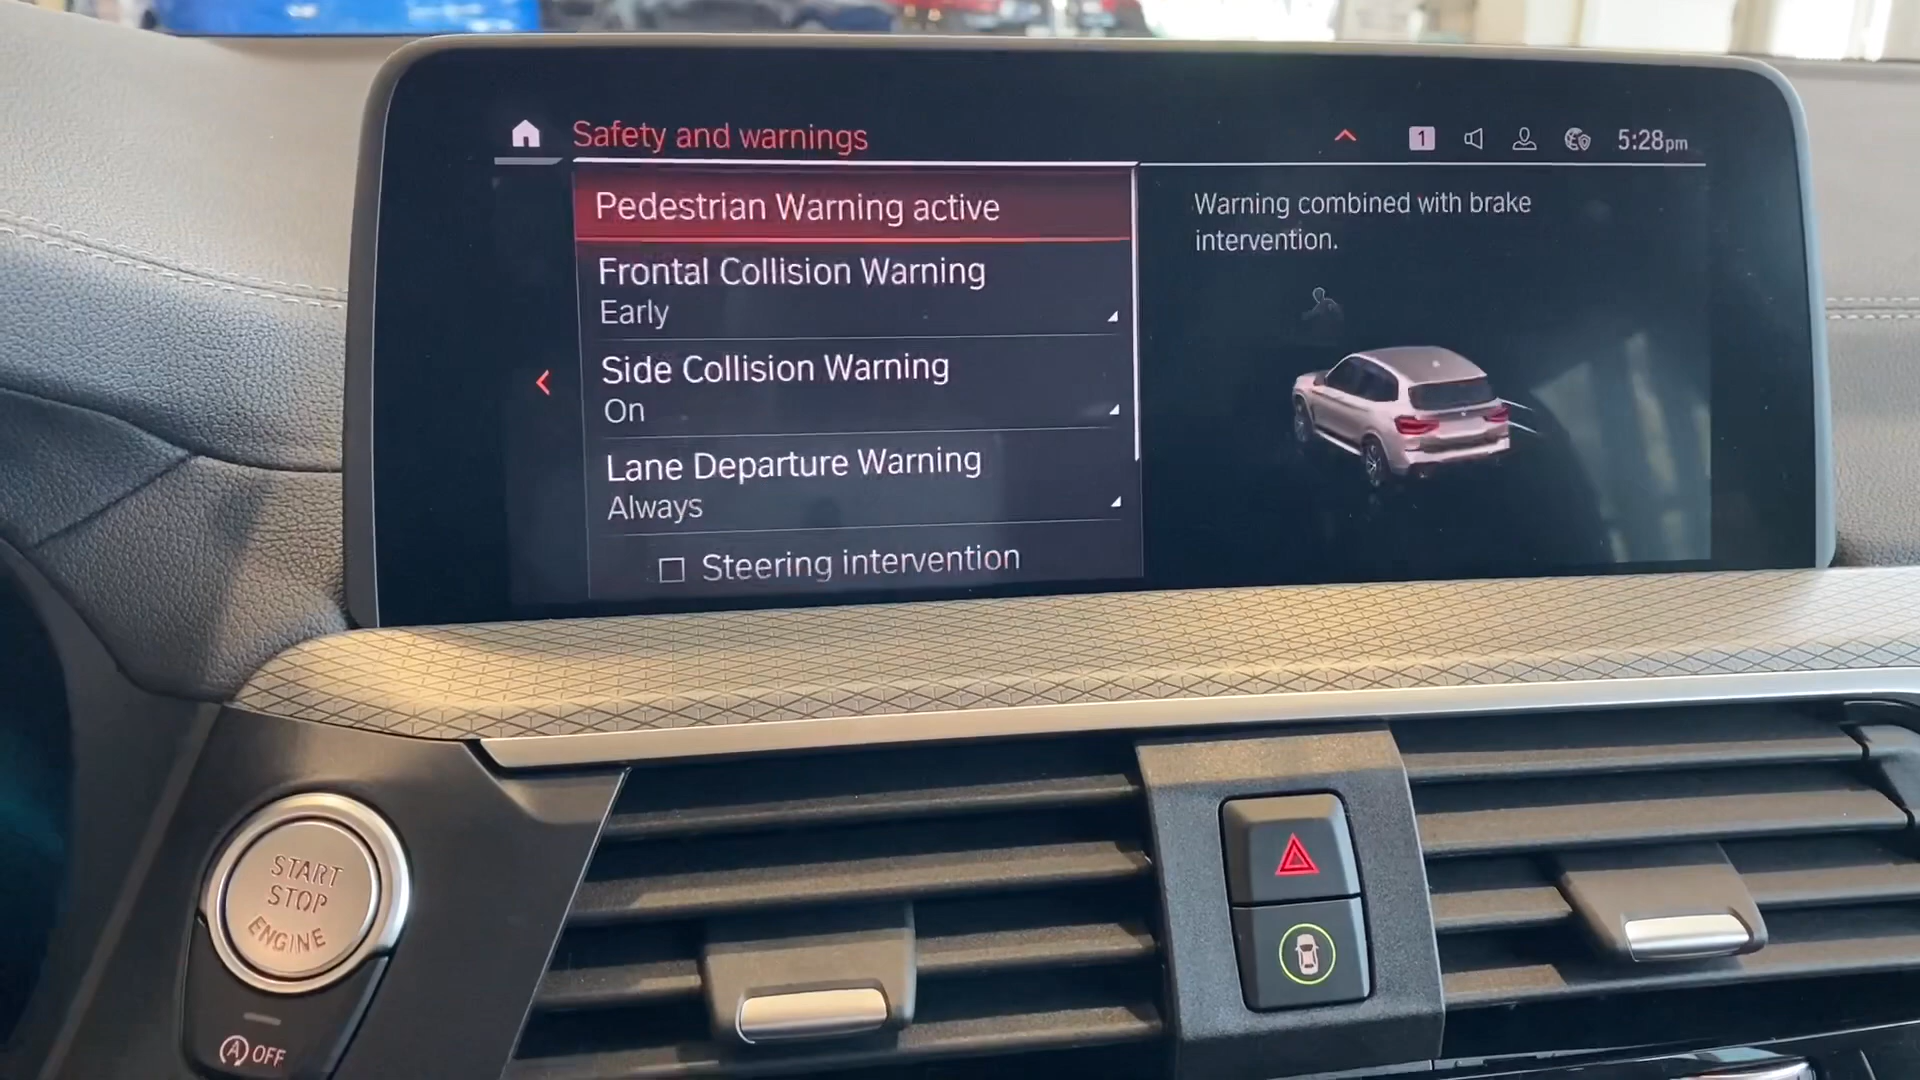 Safety and warnings
1
5:28pm
Pedestrian Warning active
Frontal Collision Warning
Early
Side Collision Warning
On
Lane Departure Warning
Always
Steering intervention
Warning combined with brake
intervention.
START
STOP
ENGINE
A OFF